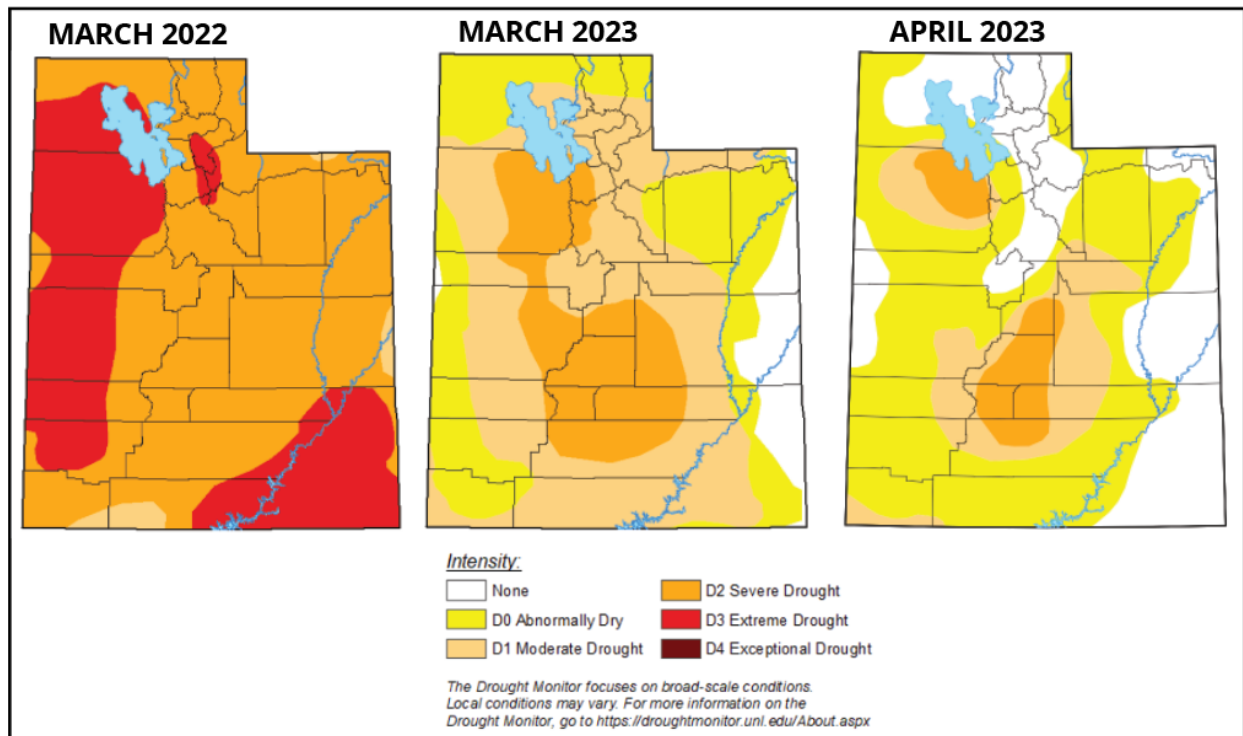 MARCH 2022
MARCH 2023
APRIL 2023
Intensity:
None
D0 Abnormally Dry
D1 Moderate Drought
D2 Severe Drought
D3 Extreme Drought
D4 Exceptional Drought
The Drought Monitor focuses on broad-scale conditions.
Local conditions may vary. For more information on the
Drought Monitor, go to https://droughtmonitor.unl.edu/About.aspx